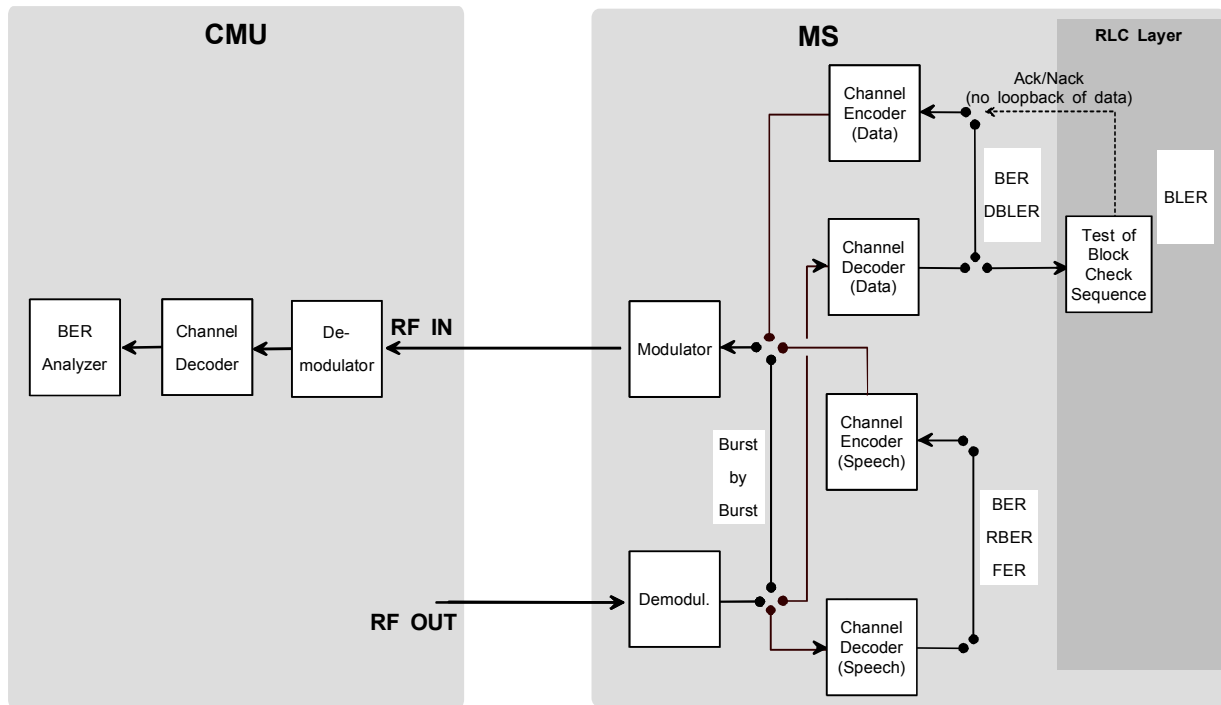 CMU
MS
RLC Layer
Ack/Nack
(no loopback of data)
Channel
Encoder
(Data)
BER
DBLER
BLER
Channel
Decoder
(Data)
Test of
Block
Check
Sequence
BER
Analyzer
Channel
Decoder
De-
modulator
RF IN
Modulator
Channel
Encoder
(Speech)
Burst
by
Burst
BER
RBER
FER
RF OUT
Demodul.
Channel
Decoder
(Speech)